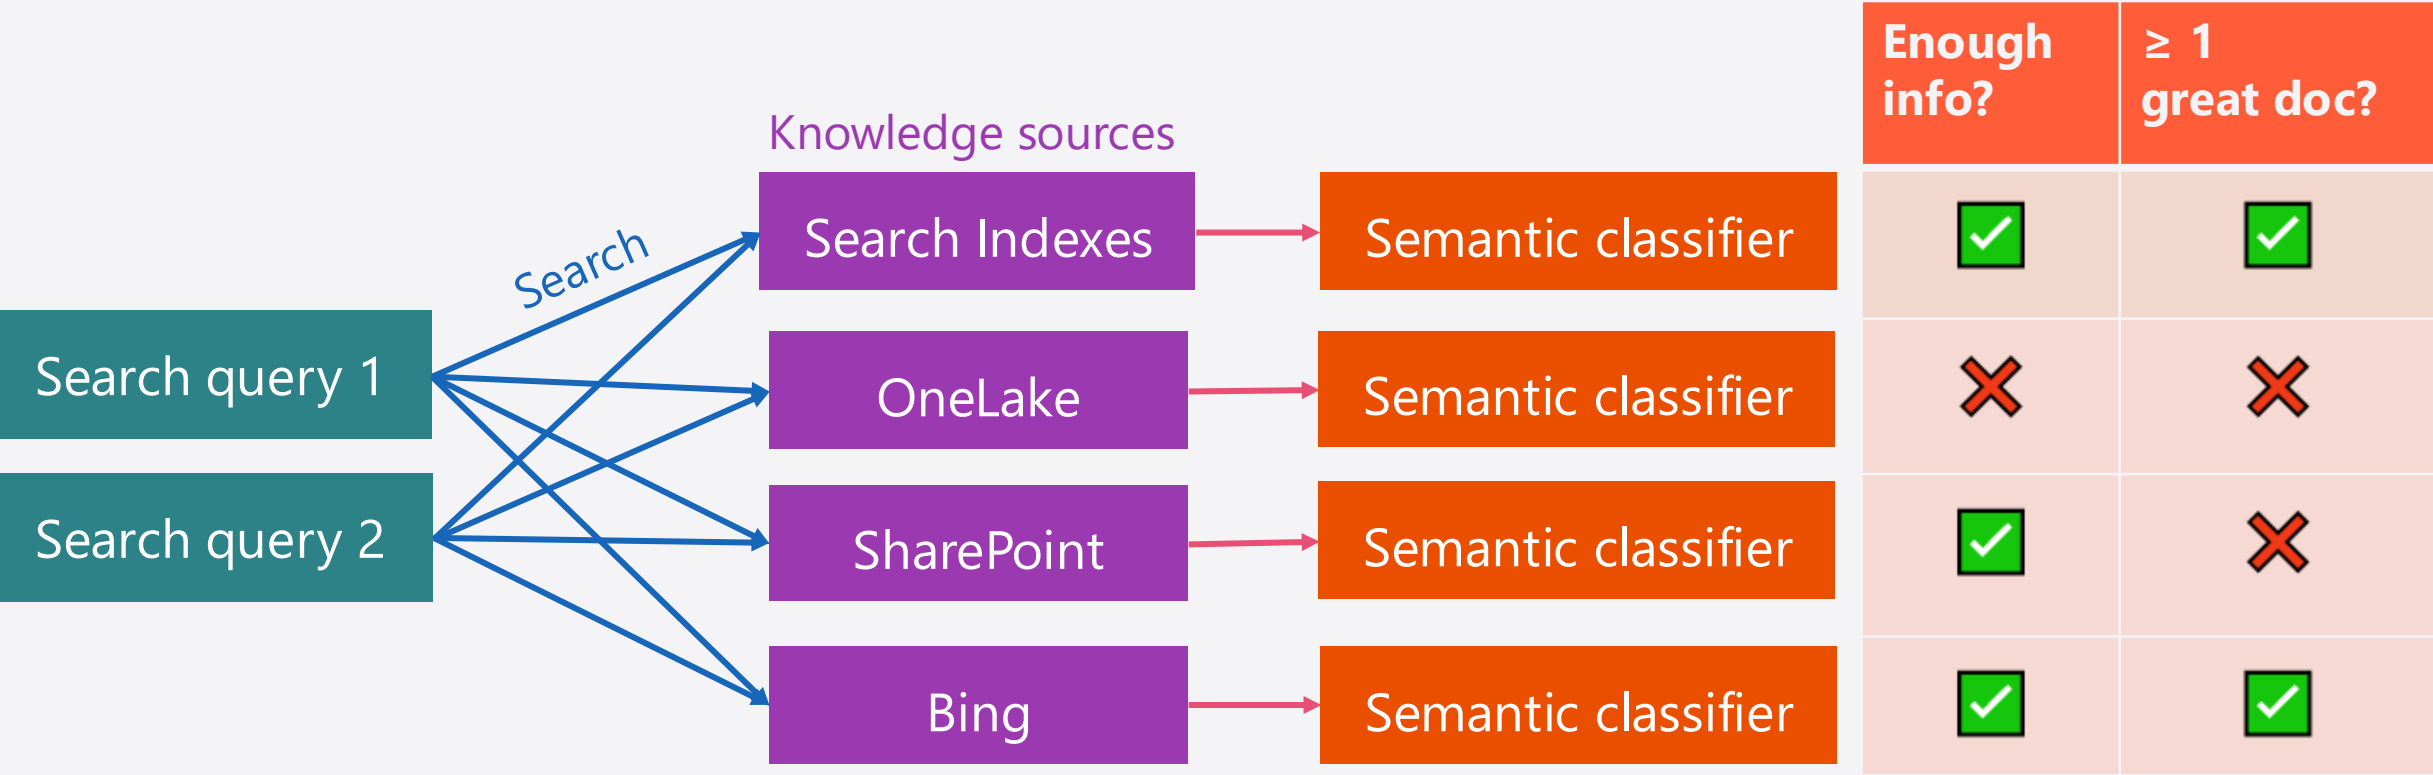 Enough
info?
≥ 1
great doc?
Knowledge sources
Search
Search Indexes
Semantic classifier
Search query 1
OneLake
Semantic classifier
Search query 2
SharePoint
Semantic classifier
Bing
Semantic classifier